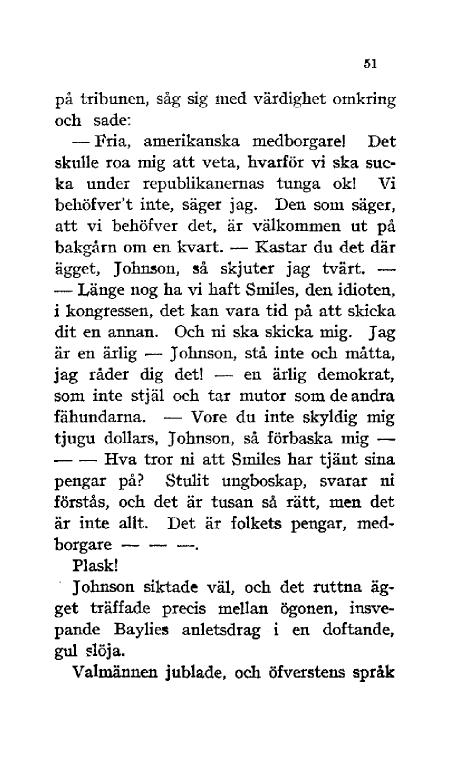 51
på tribunen, såg sig med värdighet omkring
och sade:
— Fria, amerikanska medborgare! Det
skulle roa mig att veta, hvarför vi ska suc-
ka under republikanernas tunga ok! Vi
behöfver't inte, säger jag. Den som säger,
att vi behöfver det, är välkommen ut på
bakgårn om en kvart. — Kastar du det där
ägget, Johnson, så skjuter jag tvärt. —
— Länge nog ha vi haft Smiles, den idioten,
i kongressen, det kan vara tid på att skicka
dit en annan. Och ni ska skicka mig. Jag
är en ärlig — Johnson, stå inte och måtta,
jag råder dig det! — en ärlig demokrat,
som inte stjäl och tar mutor som de andra
fähundarna. — Vore du inte skyldig mig
tjugu dollars, Johnson, så förbaska mig —
— — Hva tror ni att Smiles har tjänt sina
pengar på? Stulit ungboskap, svarar ni
förstås, och det är tusan så rätt, men det
är inte allt. Det är folkets pengar, med-
borgare — — —.
Plask!
Johnson siktade väl, och det ruttna äg-
get träffade precis mellan ögonen, insve-
pande Baylies anletsdrag i en doftande,
gul slöja.
Valmännen jublade, och öfverstens språk